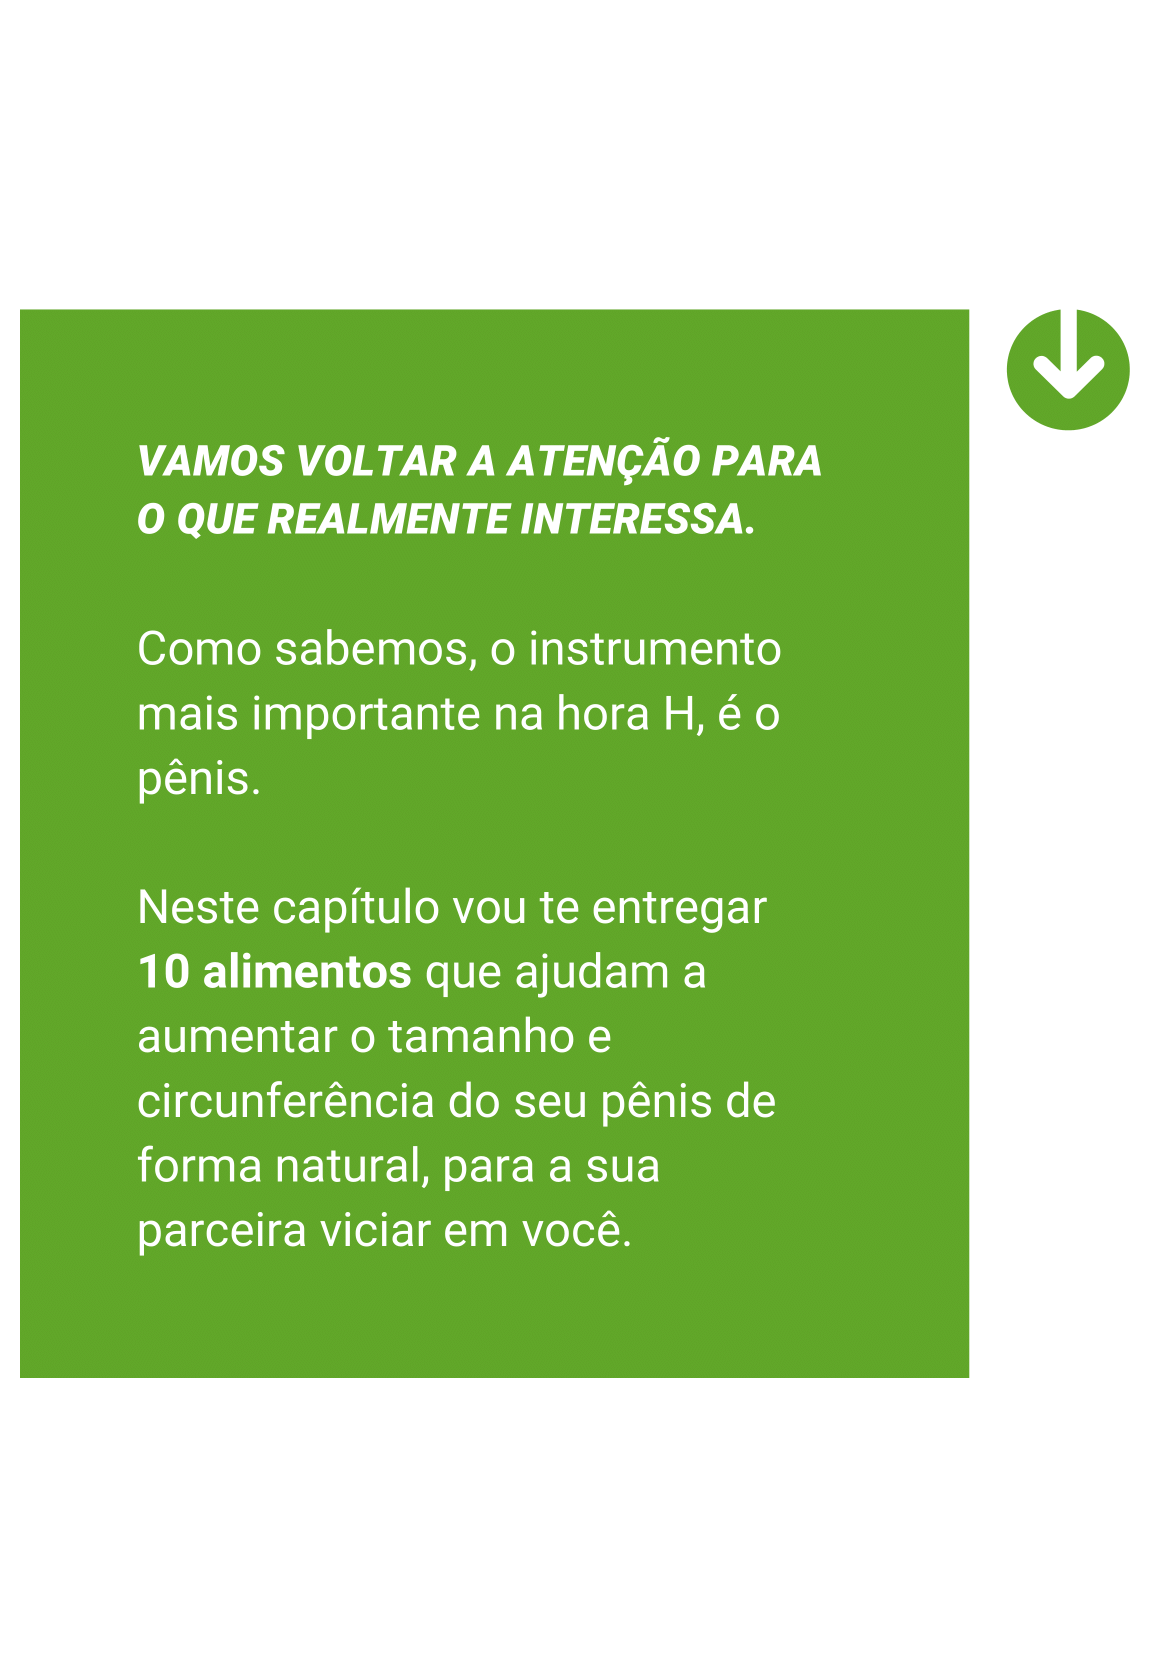 VAMOS VOLTAR A ATENÇÃO PARA
O QUE REALMENTE INTERESSA.
Como sabemos, o instrumento
mais importante na hora H, é o
pênis.
Neste capítulo vou te entregar
10 alimentos que ajudam a
aumentar o tamanho e
circunferência do seu pênis de
forma natural, para a sua
parceira viciar em você.